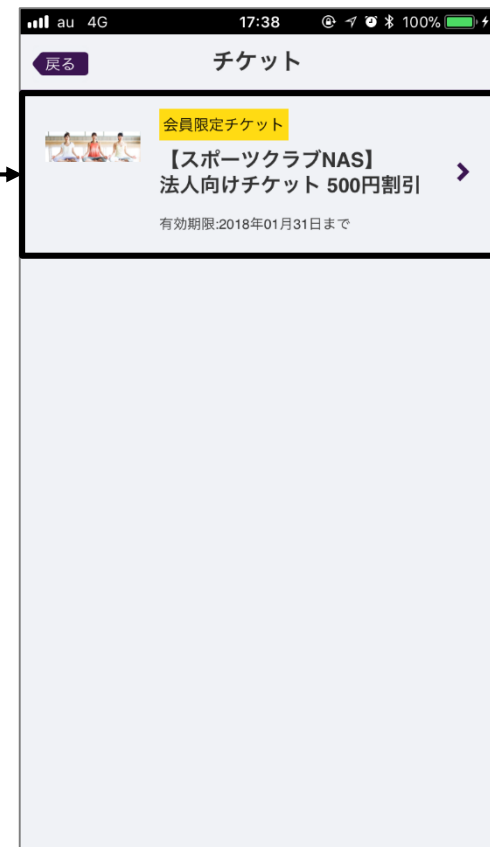 au 4G 17:38 100%
戻る チケット
会員限定チケット
【スポーツクラブNAS】
法人向けチケット 500円割引
有効期限:2018年01月31日まで